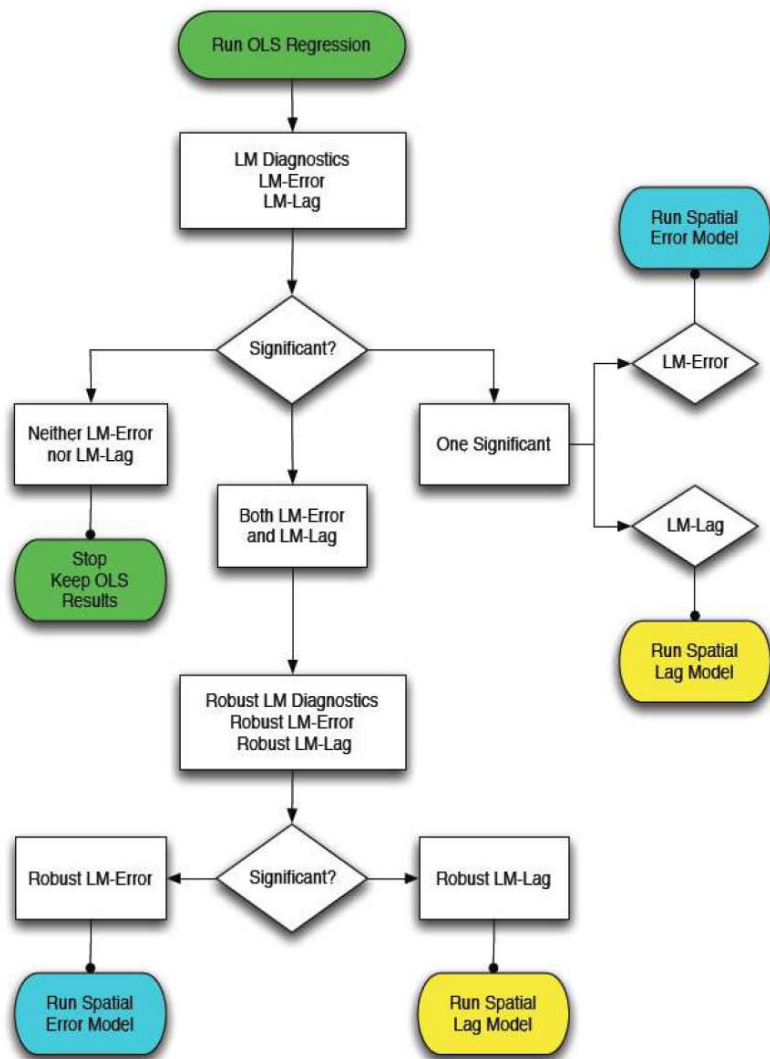 Run OLS Regression
LM Diagnostics
LM-Error
LM-Lag
Run Spatial
Error Model
Significant?
LM-Error
Neither LM-Error
nor LM-Lag
One Significant
Both LM-Error
and LM-Lag
LM-Lag
Stop
Keep OLS
Results
Run Spatial
Lag Model
Robust LM Diagnostics
Robust LM-Error
Robust LM-Lag
Robust LM-Error
Significant?
Robust LM-Lag
Run Spatial
Error Model
Run Spatial
Lag Model